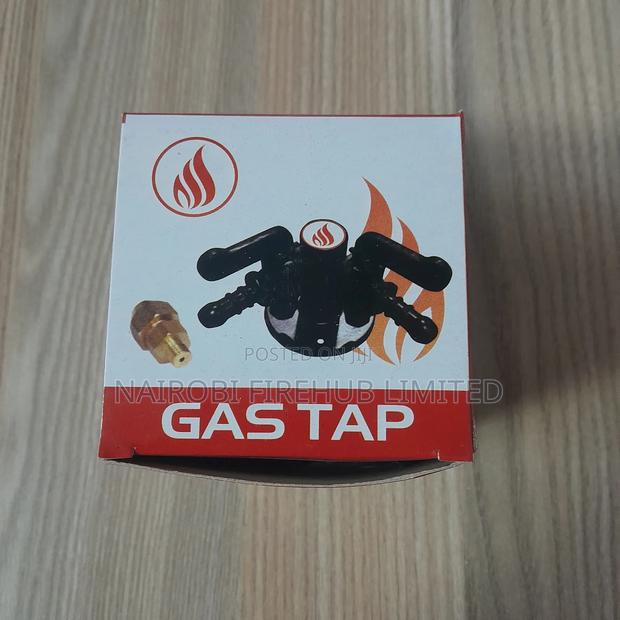 POSTED ON JIJI
NAIROBI FIREHUB LIMITED
GAS TAP